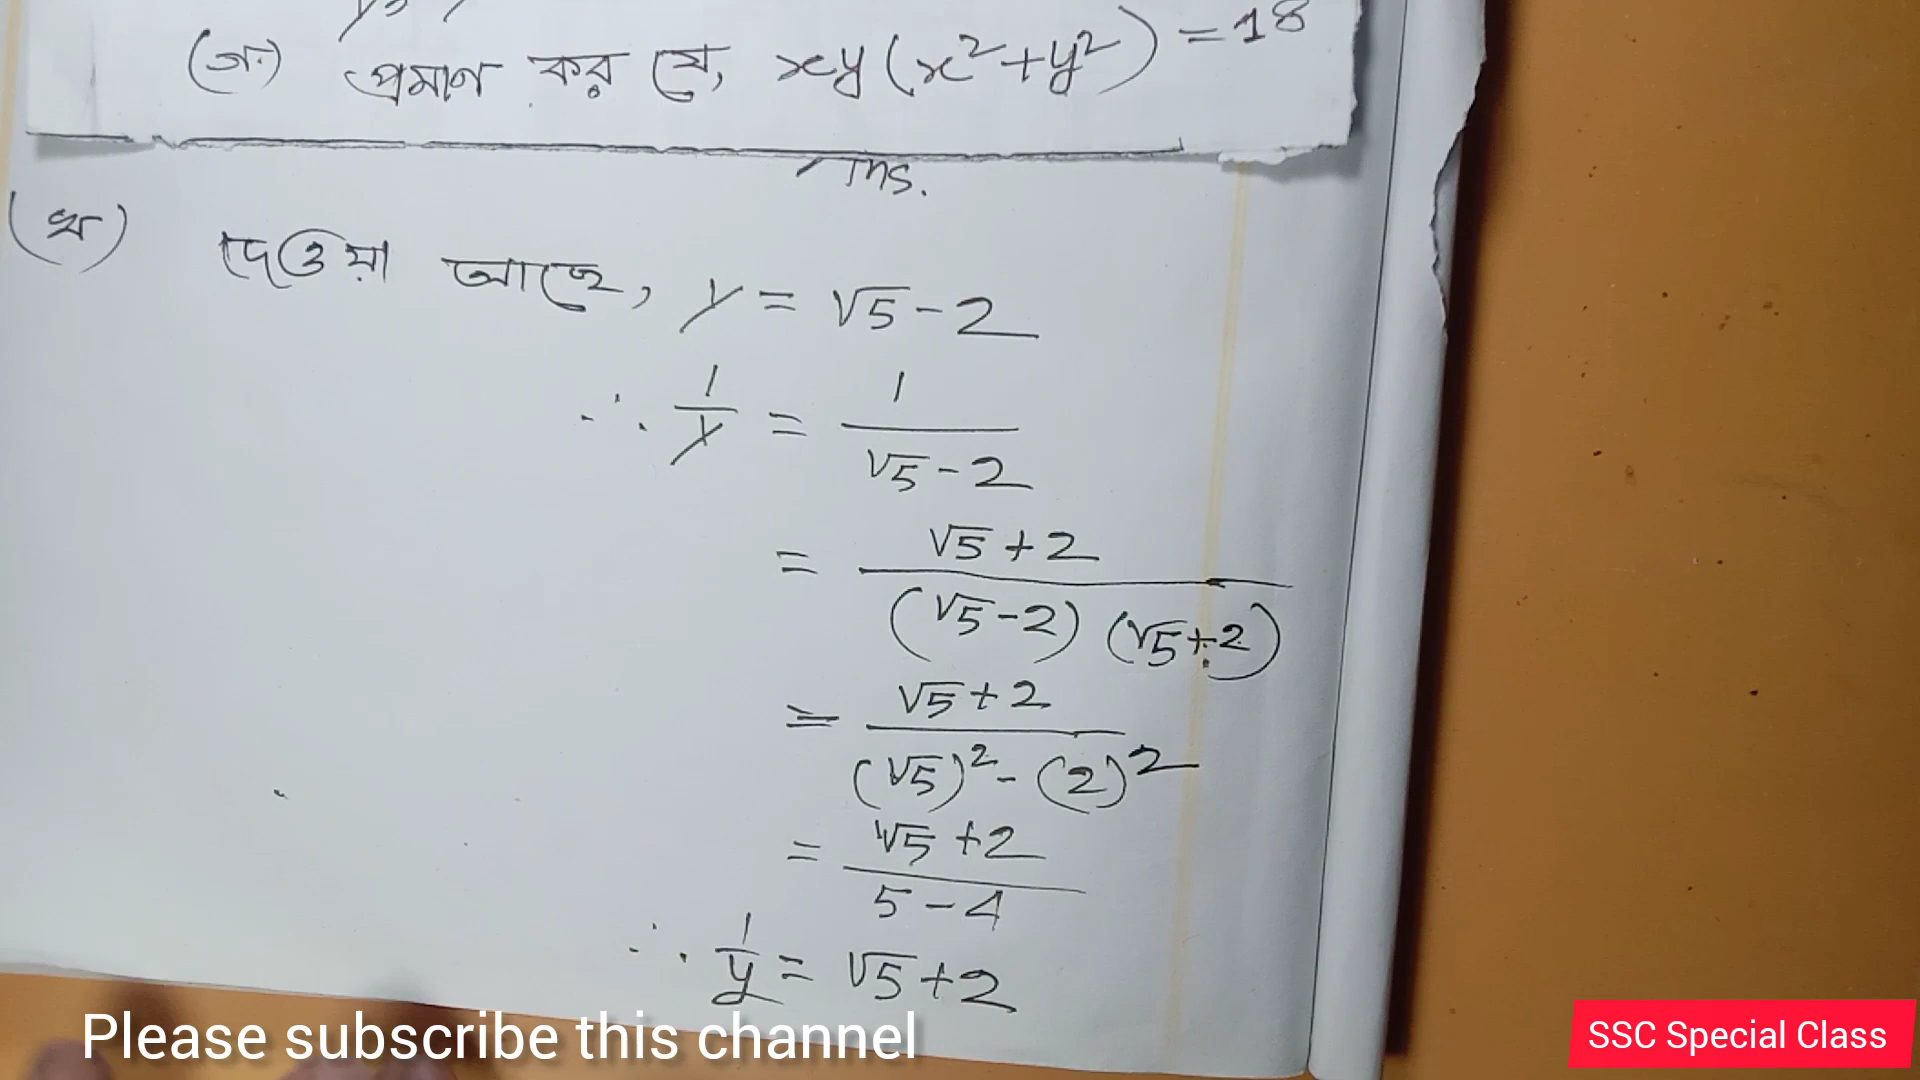 (গ) প্রমাণ কর যে, xy(x²+y²) = 18
Ans.
(খ) দেওয়া আছে, y = √5 - 2
∴ 1/y = 1/(√5 - 2)
= (√5 + 2)/((√5 - 2)(√5 + 2))
= (√5 + 2)/((√5)² - (2)²)
= (√5 + 2)/(5 - 4)
∴ 1/y = √5 + 2
Please subscribe this channel
SSC Special Class